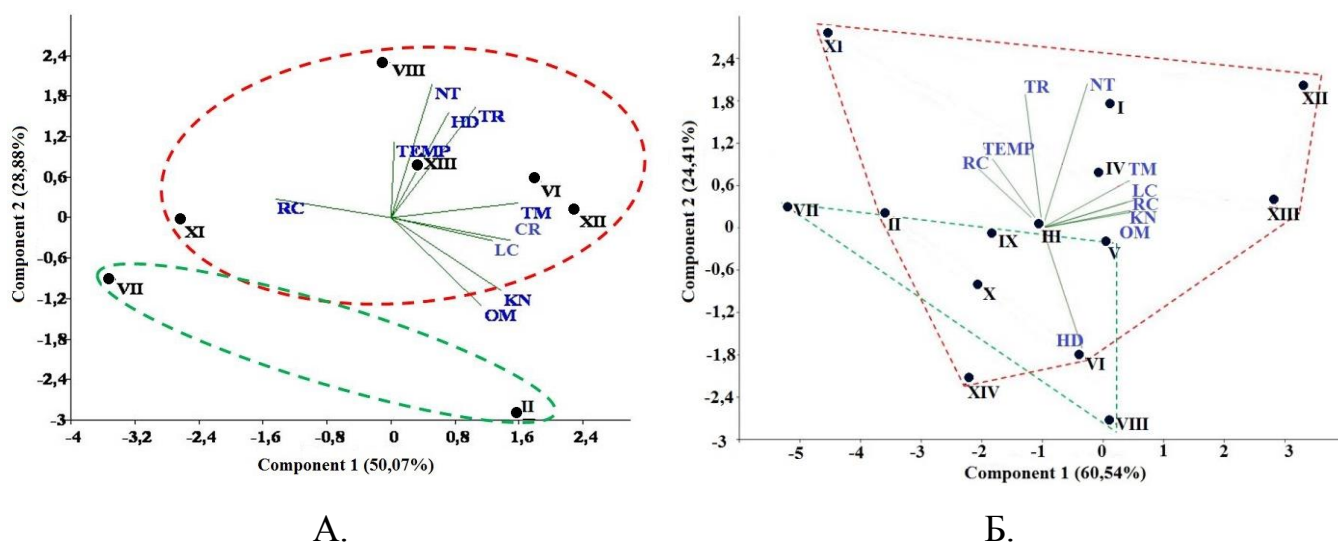 2,4
1,8
1,2
0,6
0
-0,6
-1,2
-1,8
-2,4
-3
-4
-3,2
-2,4
-1,6
-0,8
0
0,8
1,6
2,4
Component 1 (50,07%)
Component 2 (28,88%)
VIII
NT
HD
TR
TEMP
XIII
VI
RC
TM
XII
XI
CR
LC
VII
KN
OM
II
А.
2,4
1,8
1,2
0,6
0
-0,6
-1,2
-1,8
-2,4
-3
-5
-4
-3
-2
-1
0
1
2
3
Component 1 (60,54%)
Component 2 (24,41%)
XI
XII
TR
NT
I
TEMP
RC
IV
TM
LC
RC
KN
OM
XIII
VII
II
IX
III
V
X
HD
VI
XIV
VIII
Б.